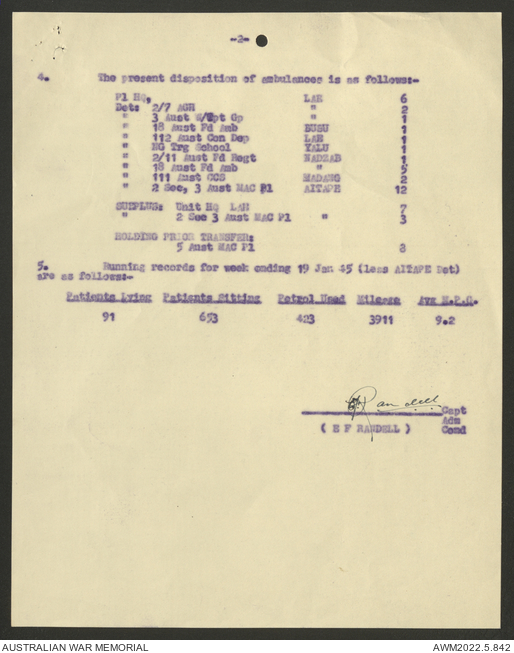 -2-
4. The present disposition of ambulances is as follows:-
Pl HQ, LAE 6
Det: 2/7 AGH " 2
" 3 Aust W/Spt Gp " 1
" 18 Aust Fd Amb BUSU 1
" 112 Aust Con Dep LAE 1
" NG Trg School YALU 1
" 2/11 Aust Fd Regt NADZAB 1
" 18 Aust Fd Amb " 5
" 111 Aust CCS MADANG 2
" 2 Sec, 3 Aust MAC Pl AITAPE 12
SURPLUS: Unit HQ LAE 7
" 2 Sec 3 Aust MAC Pl " 3
HOLDING PRIOR TRANSFER:
5 Aust MAC Pl
5. Running records for week ending 19 Jan 45 (less AITAPE Det)
are as follows:-
Patients Lying Patients Sitting Petrol Used Mileage Avg M.P.G.
91 653 423 3911 9.2
Randell Capt
Adm
( E F RANDELL ) Comd
AUSTRALIAN WAR MEMORIAL AWM2022.5.842